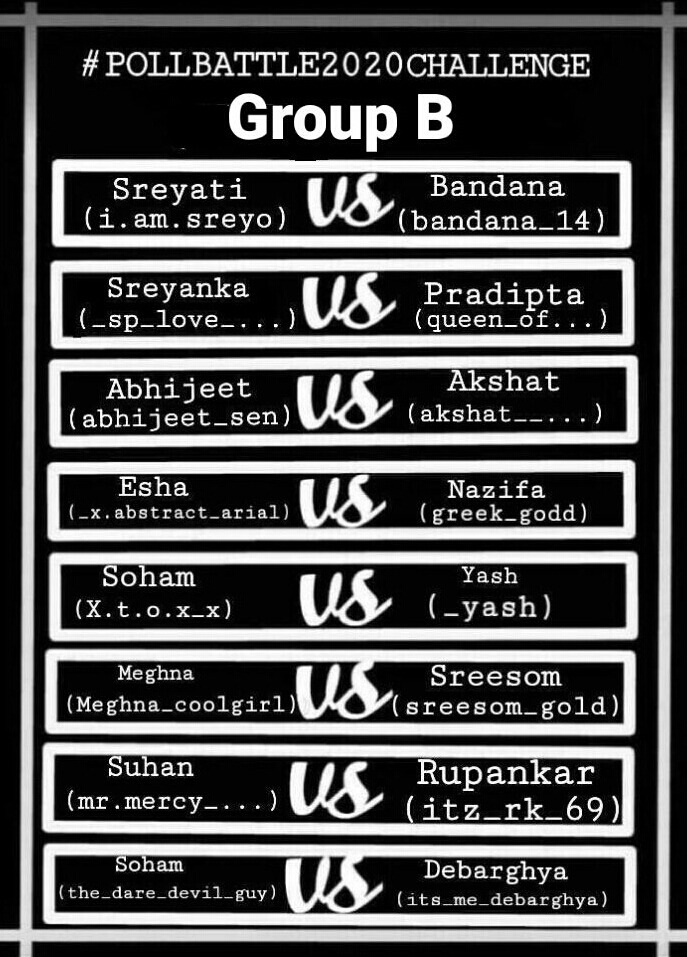 #POLLBATTLE2020CHALLENGE
Group B
Sreyati vs Bandana
(i.am.sreyo) (bandana_14)
Sreyanka vs Pradipta
(_sp_love_...) (queen_of...)
Abhijeet vs Akshat
(abhijeet_sen) (akshat__...)
Esha vs Nazifa
(_x.abstract_arial) (greek_godd)
Soham vs Yash
(X.t.o.x_x) (_yash)
Meghna vs Sreesom
(Meghna_coolgirl) (sreesom_gold)
Suhan vs Rupankar
(mr.mercy_...) (itz_rk_69)
Soham vs Debarghya
(the_dare_devil_guy) (its_me_debarghya)